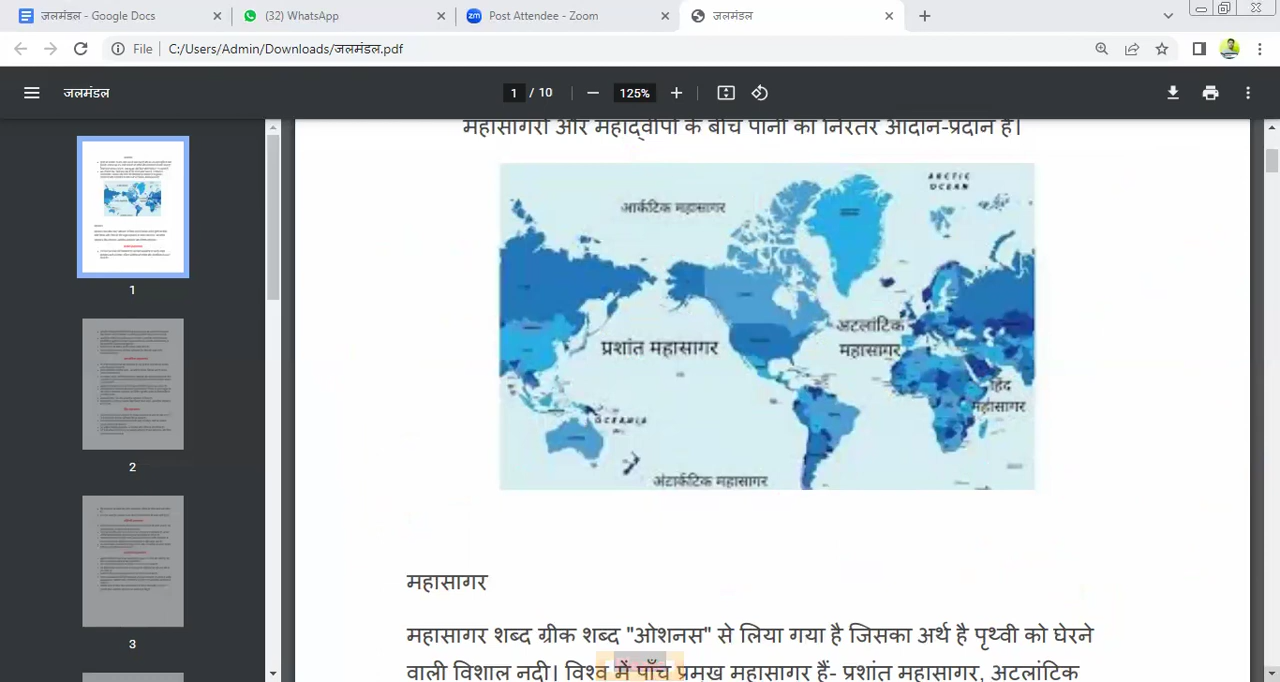 जलमंडल - Google Docs
(32) WhatsApp
Post Attendee - Zoom
जलमंडल
File
C:/Users/Admin/Downloads/जलमंडल.pdf
जलमंडल
1 / 10
125%
महासागरों और महाद्वीपों के बीच पानी का निरंतर आदान-प्रदान है।
ARCTIC
OCEAN
आर्कटिक महासागर
अटलांटिक
महासागर
प्रशांत महासागर
हिंद
महासागर
OCEANIA
अंटार्कटिक महासागर
1
2
3
महासागर
महासागर शब्द ग्रीक शब्द "ओशनस" से लिया गया है जिसका अर्थ है पृथ्वी को घेरने
वाली विशाल नदी। विश्व में पाँच प्रमुख महासागर हैं- प्रशांत महासागर, अटलांटिक